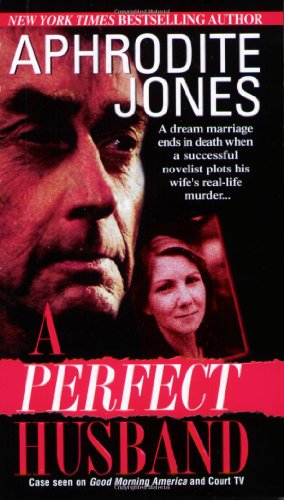 NEW YORK TIMES BESTSELLING AUTHOR
APHRODITE
JONES
A dream marriage
ends in death when
a successful
novelist plots his
wife's real-life
murder...
A
PERFECT
HUSBAND
Case seen on Good Morning America and Court TV